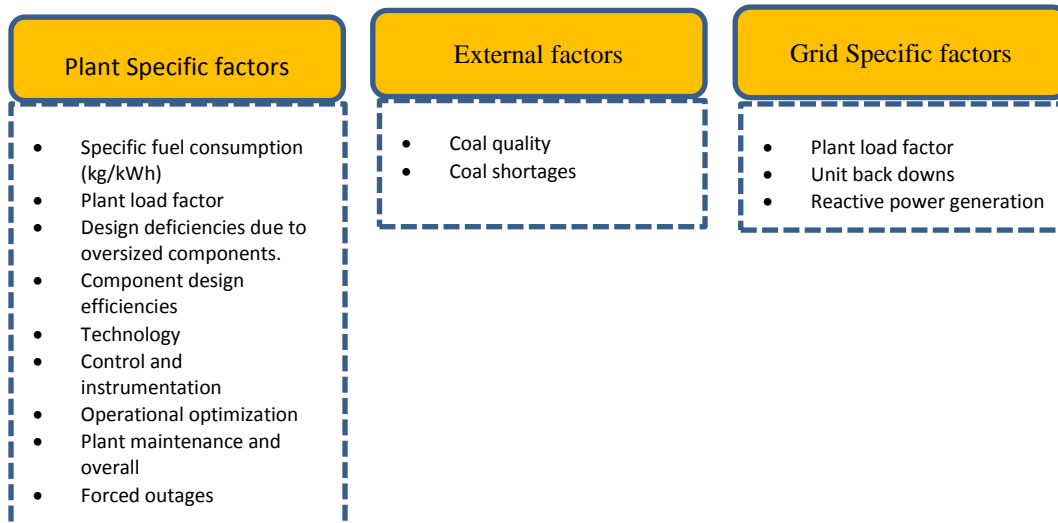 Plant Specific factors
• Specific fuel consumption
(kg/kWh)
• Plant load factor
• Design deficiencies due to
oversized components.
• Component design
efficiencies
• Technology
• Control and
instrumentation
• Operational optimization
• Plant maintenance and
overall
• Forced outages
External factors
• Coal quality
• Coal shortages
Grid Specific factors
• Plant load factor
• Unit back downs
• Reactive power generation